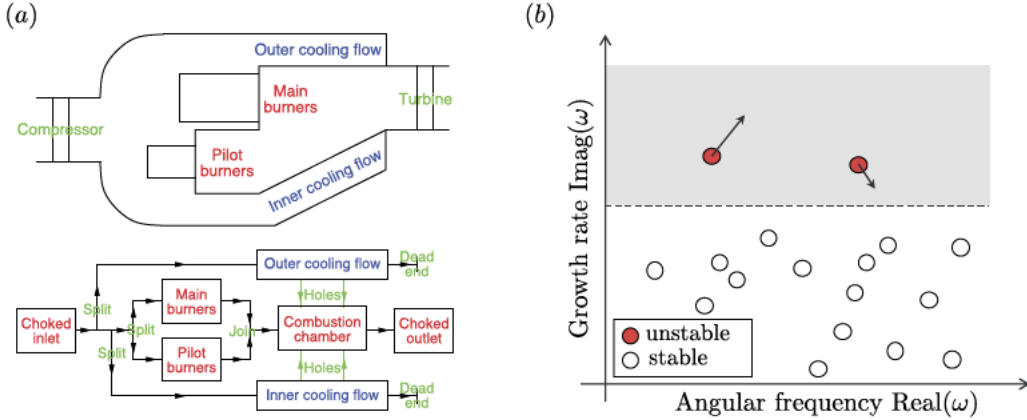 (a)
Outer cooling flow
Main
burners
Turbine
Compressor
Pilot
burners
Inner cooling flow
Outer cooling flow
Dead
end
Split
Main
burners
Holes
Choked
inlet
Split
Join
Combustion
chamber
Choked
outlet
Split
Pilot
burners
Holes
Inner cooling flow
Dead
end
(b)
Growth rate Imag(ω)
unstable
stable
Angular frequency Real(ω)